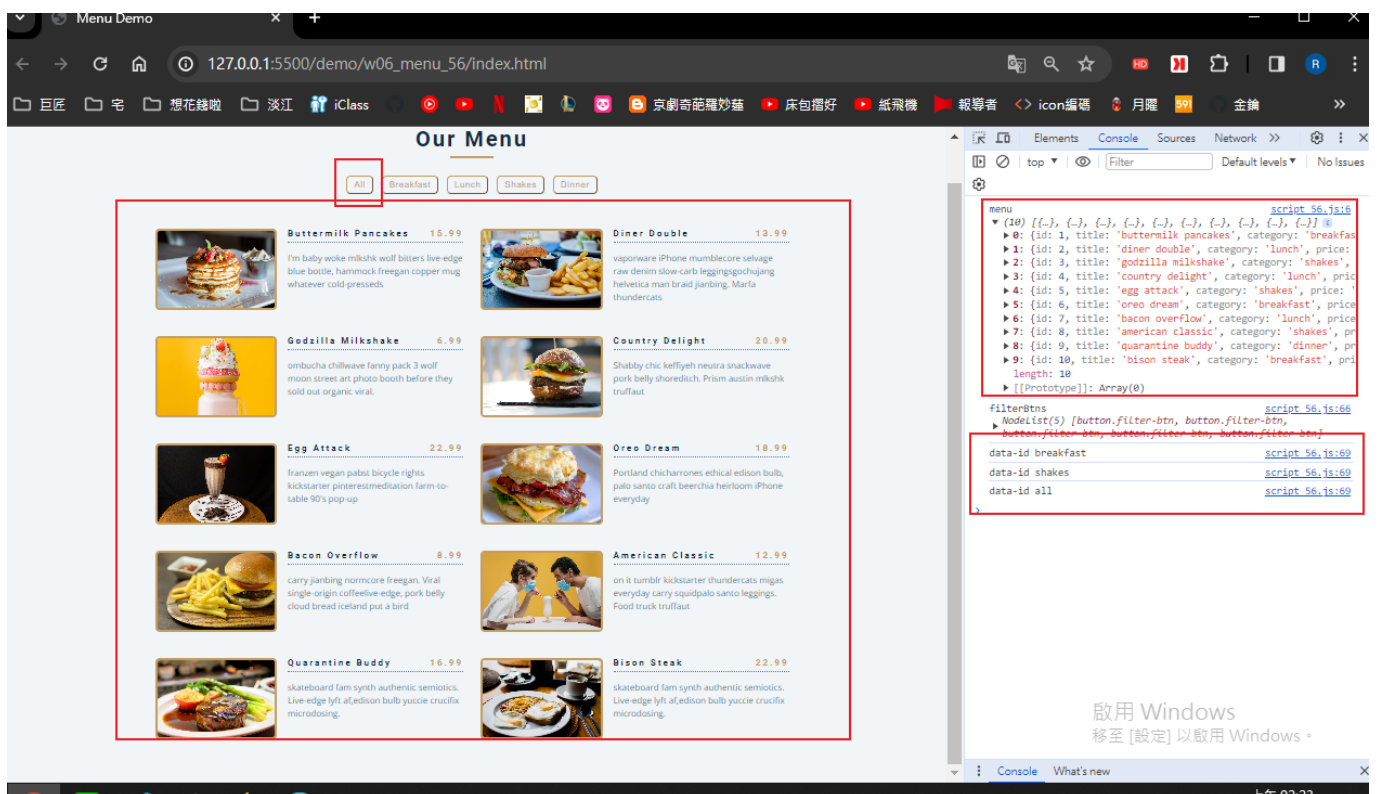 Menu Demo
127.0.0.1:5500/demo/w06_menu_56/index.html
HD
R
巨匠 宅 想花錢啦 淡江 iClass 京劇奇葩羅妙蓮 床包摺好 紙飛機 報導者 icon編碼 月曜 591 金鑰 »
Our Menu
All Breakfast Lunch Shakes Dinner
Buttermilk Pancakes 15.99
I'm baby woke mlkshk wolf bitters live-edge
blue bottle, hammock freegan copper mug
whatever cold-presseds
Diner Double 13.99
vaporware iPhone mumblecore selvage
raw denim slow-carb leggingsgochujang
helvetica man braid jianbing. Marfa
thundercats
Godzilla Milkshake 6.99
ombucha chillwave fanny pack 3 wolf
moon street art photo booth before they
sold out organic viral.
Country Delight 20.99
Shabby chic keffiyeh neutra snackwave
pork belly shoreditch. Prism austin mlkshk
truffaut
Egg Attack 22.99
franzen vegan pabst bicycle rights
kickstarter pinterestmeditation farm-to-
table 90's pop-up
Oreo Dream 18.99
Portland chicharrones ethical edison bulb,
palo santo craft beerchia heirloom iPhone
everyday
Bacon Overflow 8.99
carry jianbing normcore freegan. Viral
single-origin coffeelive-edge, pork belly
cloud bread iceland put a bird
American Classic 12.99
on it tumblr kickstarter thundercats migas
everyday carry squidpalo santo leggings.
Food truck truffaut
Quarantine Buddy 16.99
skateboard fam synth authentic semiotics.
Live-edge lyft af,edison bulb yuccie crucifix
microdosing.
Bison Steak 22.99
skateboard fam synth authentic semiotics.
Live-edge lyft af,edison bulb yuccie crucifix
microdosing.
Elements Console Sources Network »
top Filter Default levels No Issues
menu script 56.js:6
(10) [{…}, {…}, {…}, {…}, {…}, {…}, {…}, {…}, {…}, {…}]
0: {id: 1, title: 'buttermilk pancakes', category: 'breakfas
1: {id: 2, title: 'diner double', category: 'lunch', price:
2: {id: 3, title: 'godzilla milkshake', category: 'shakes',
3: {id: 4, title: 'country delight', category: 'lunch', pric
4: {id: 5, title: 'egg attack', category: 'shakes', price: '
5: {id: 6, title: 'oreo dream', category: 'breakfast', price
6: {id: 7, title: 'bacon overflow', category: 'lunch', price
7: {id: 8, title: 'american classic', category: 'shakes', pr
8: {id: 9, title: 'quarantine buddy', category: 'dinner', pr
9: {id: 10, title: 'bison steak', category: 'breakfast', pri
length: 10
[[Prototype]]: Array(0)
filterBtns script 56.js:66
NodeList(5) [button.filter-btn, button.filter-btn,
button.filter-btn, button.filter-btn, button.filter-btn]
data-id breakfast script 56.js:69
data-id shakes script 56.js:69
data-id all script 56.js:69
啟用 Windows
移至 [設定] 以啟用 Windows。
Console What's new